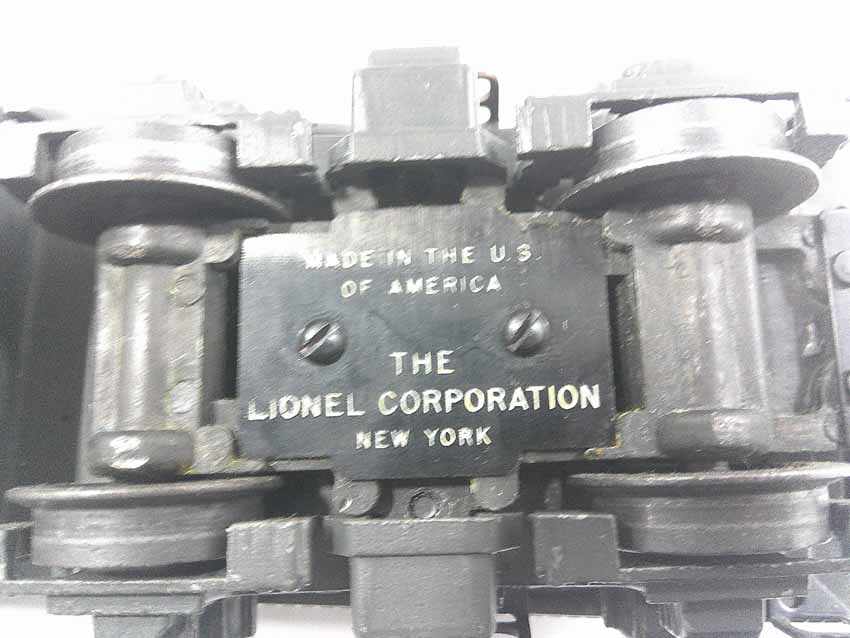 MADE IN THE U.S.
OF AMERICA
THE
LIONEL CORPORATION
NEW YORK